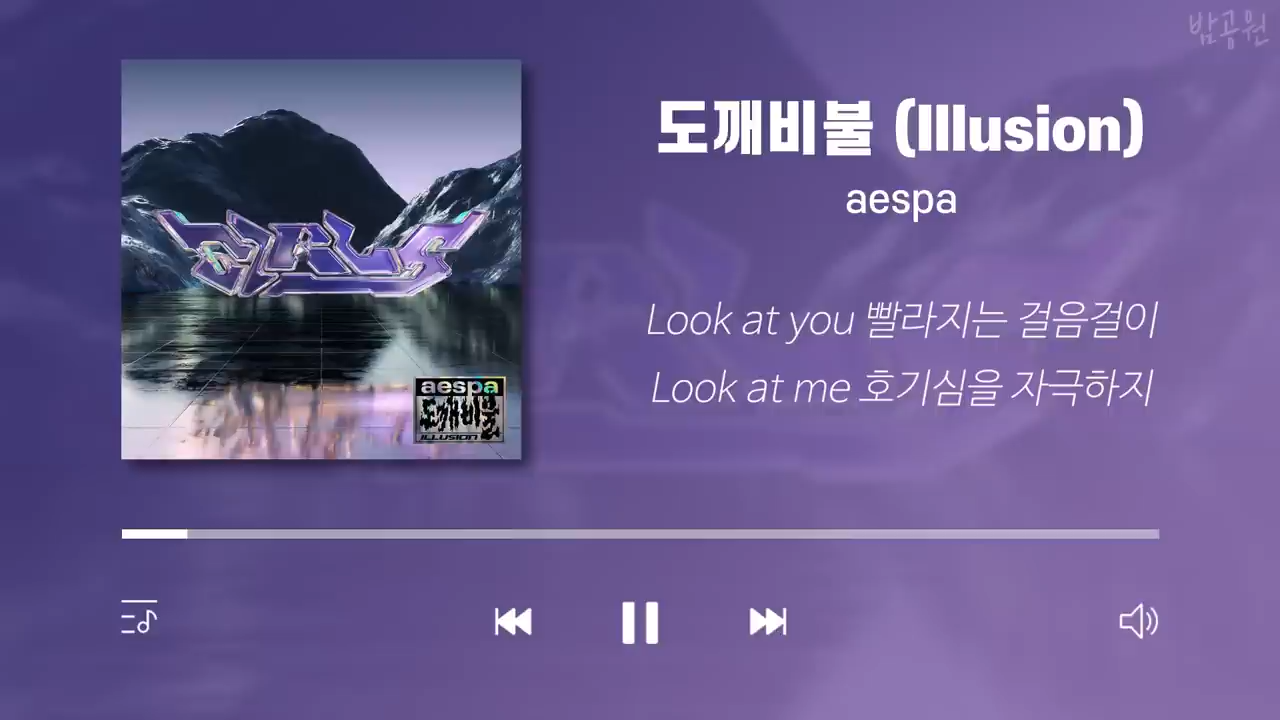 밤공원
도깨비불 (Illusion)
aespa
Look at you 빨라지는 걸음걸이
Look at me 호기심을 자극하지
GIRLS
aespa
도깨비불
ILLUSION